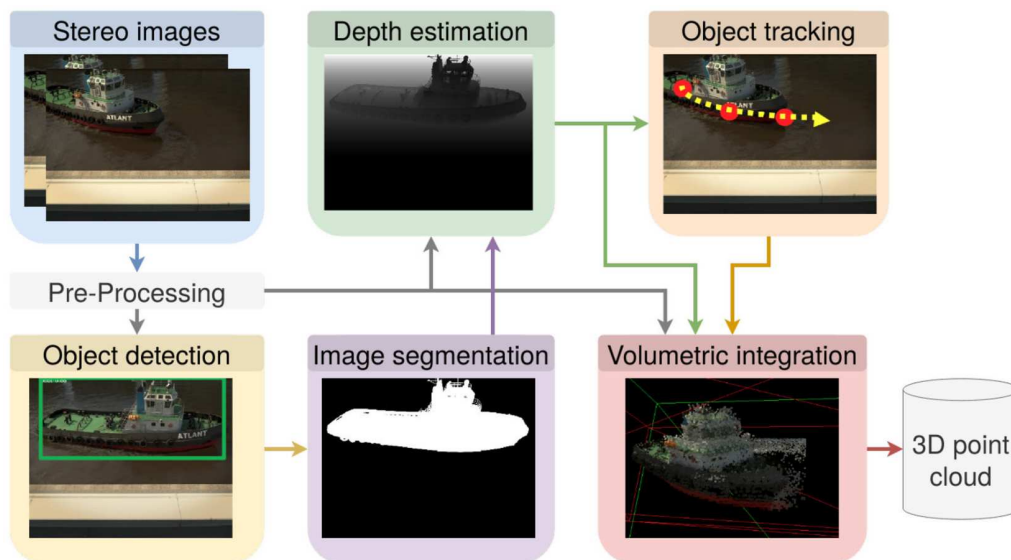 Stereo images
Depth estimation
Object tracking
ATLANT
ATLANT
Pre-Processing
Object detection
Image segmentation
Volumetric integration
ATLANT
3D point
cloud